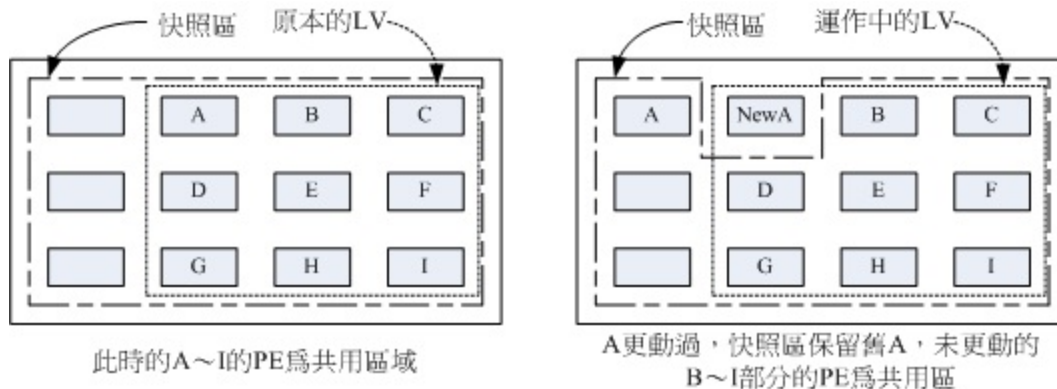 快照區 原本的LV
A B C
D E F
G H I
此時的A～I的PE為共用區域
快照區 運作中的LV
A NewA B C
D E F
G H I
A更動過，快照區保留舊A，未更動的
B～I部分的PE為共用區